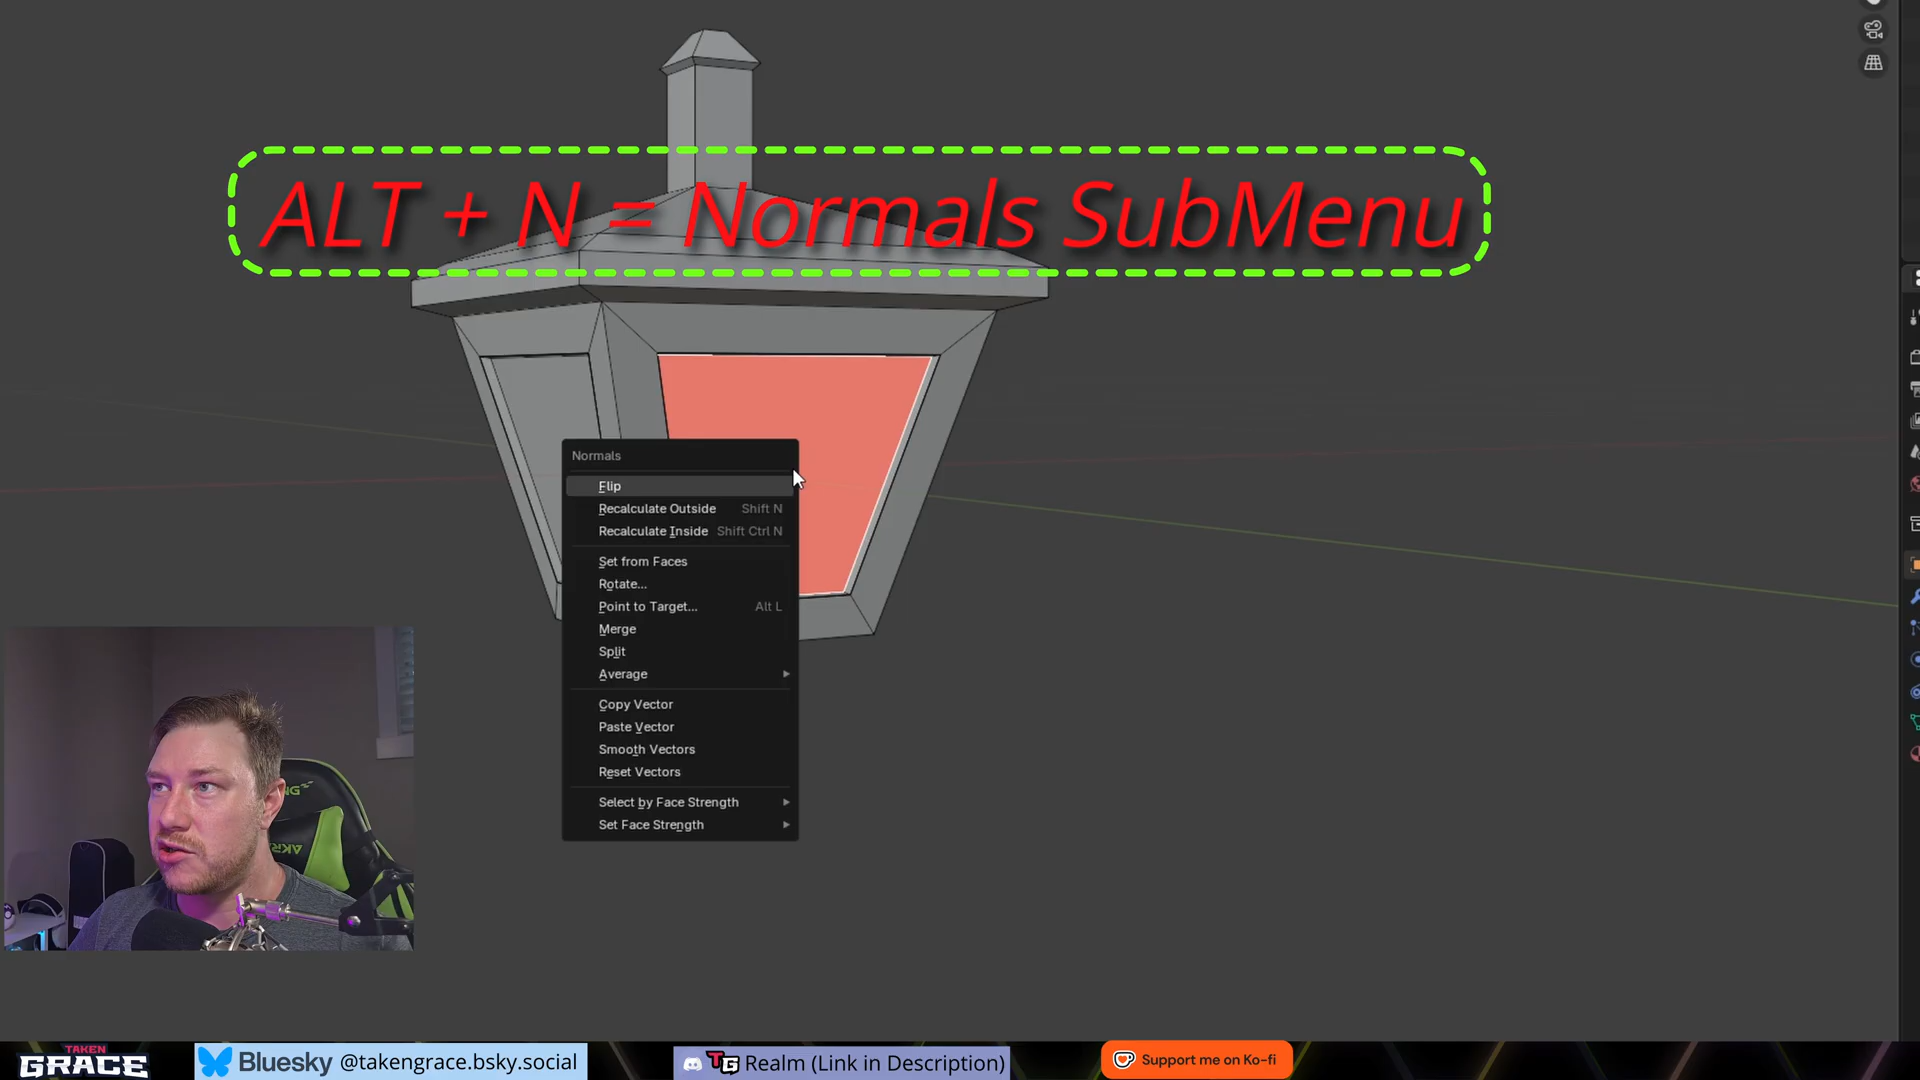 ALT + N = Normals SubMenu
Normals
Flip
Recalculate Outside Shift N
Recalculate Inside Shift Ctrl N
Set from Faces
Rotate...
Point to Target... Alt L
Merge
Split
Average
Copy Vector
Paste Vector
Smooth Vectors
Reset Vectors
Select by Face Strength
Set Face Strength
TAKEN
GRACE
Bluesky @takengrace.bsky.social
TG Realm (Link in Description)
Support me on Ko-fi